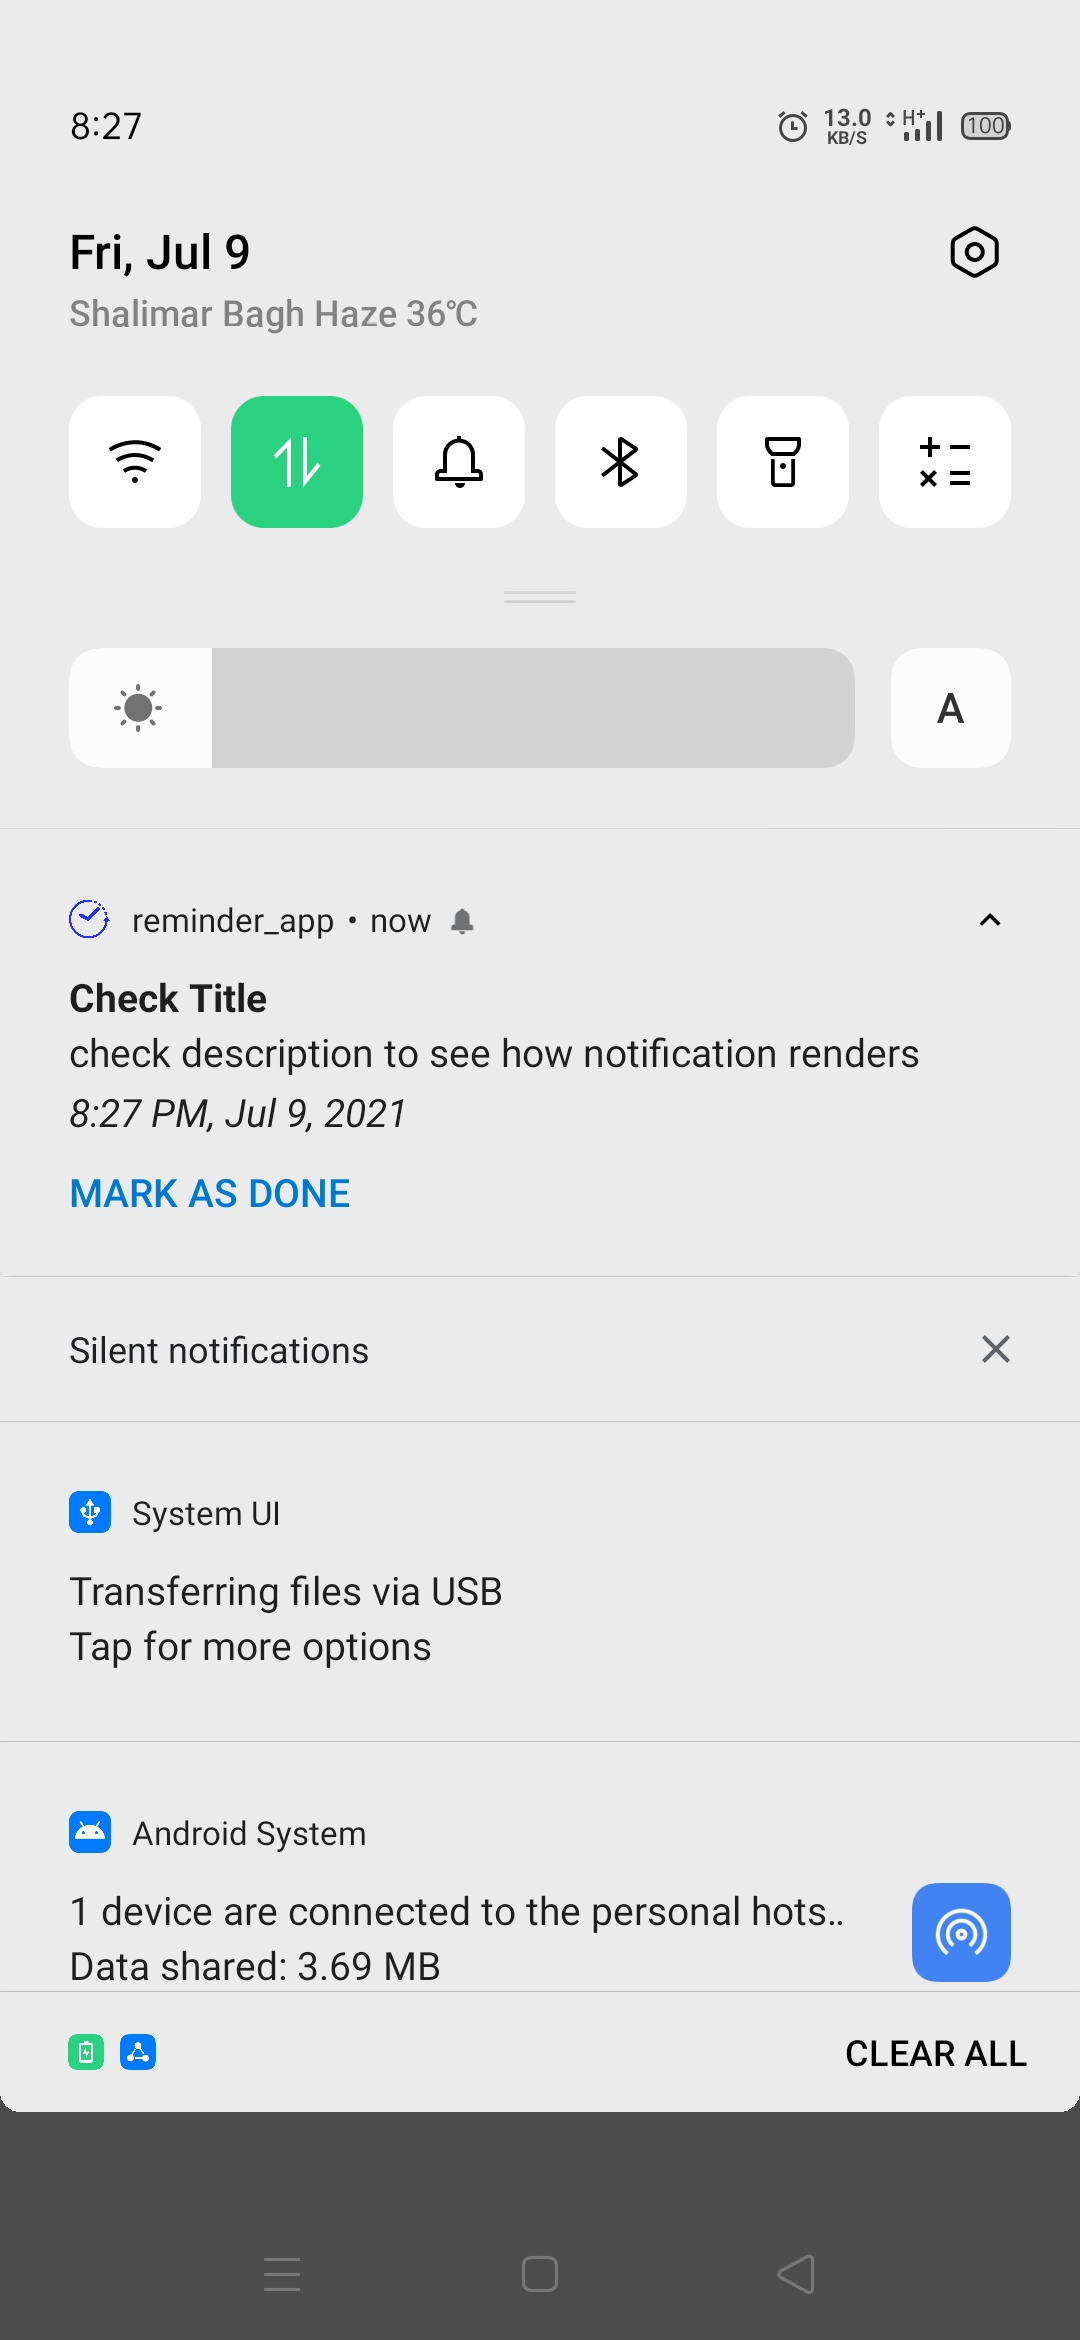 8:27
13.0
KB/S
H+
100
Fri, Jul 9
Shalimar Bagh Haze 36℃
A
reminder_app • now
Check Title
check description to see how notification renders
8:27 PM, Jul 9, 2021
MARK AS DONE
Silent notifications
System UI
Transferring files via USB
Tap for more options
Android System
1 device are connected to the personal hots..
Data shared: 3.69 MB
CLEAR ALL